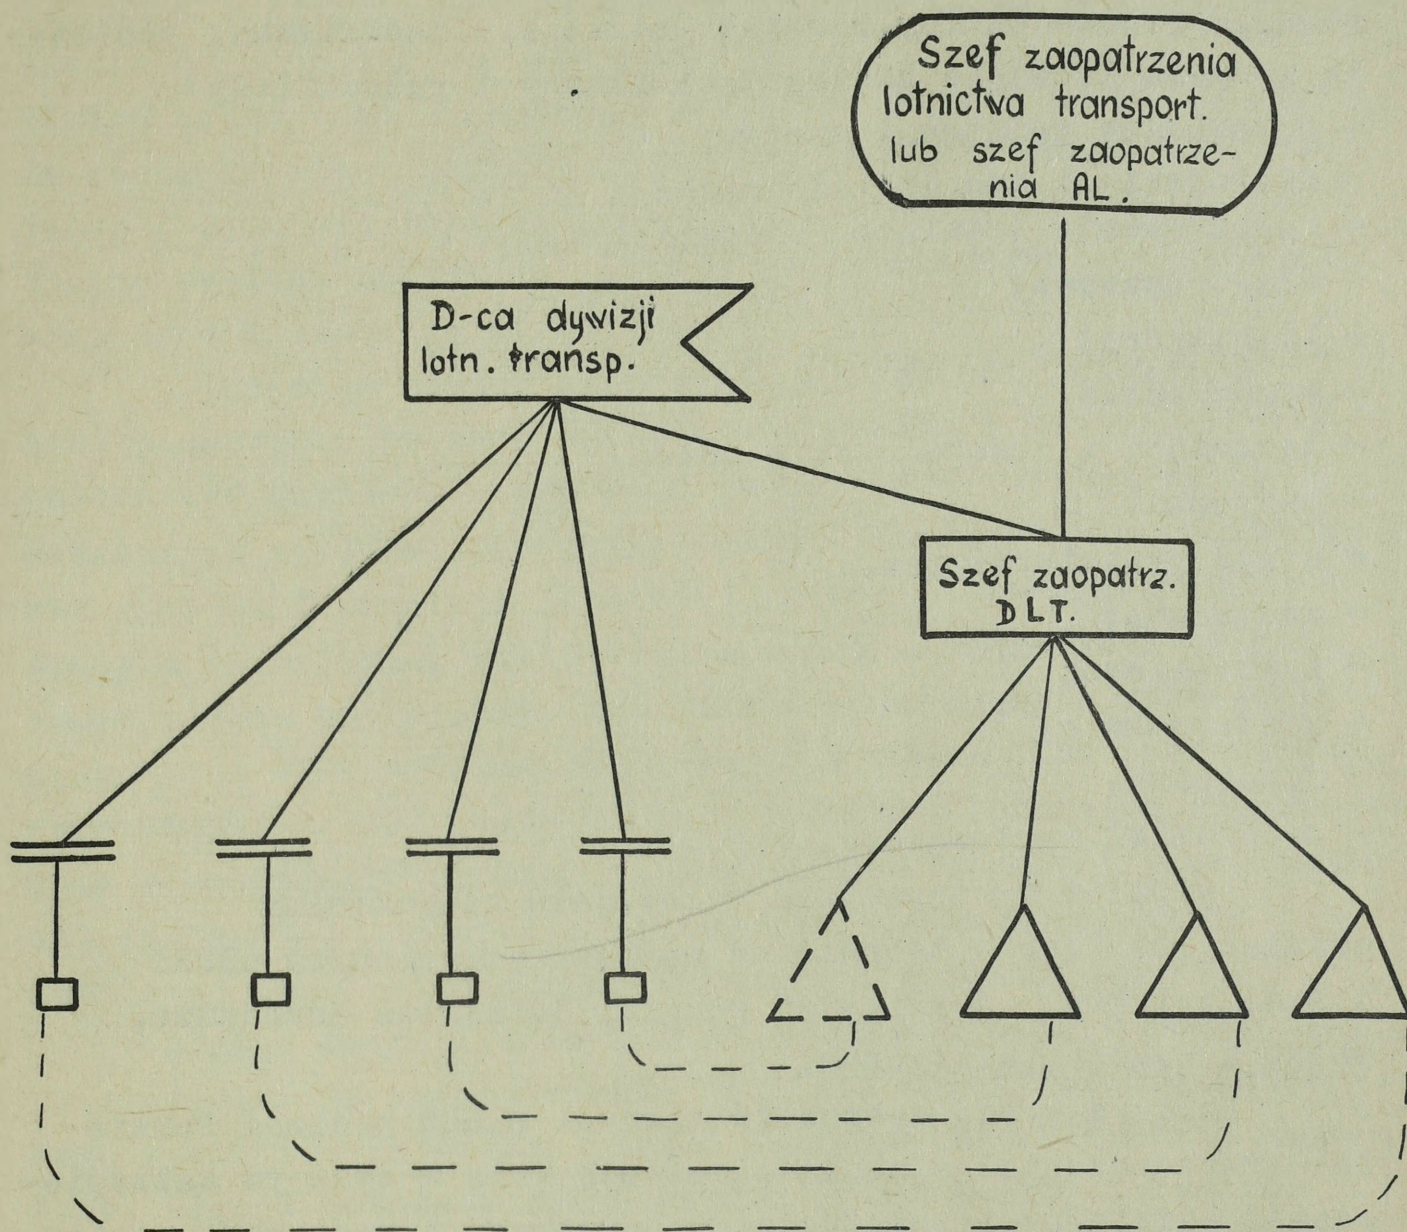 Szef zaopatrzenia
lotnictwa transport.
lub szef zaopatrze-
nia AL.
D-ca dywizji
lotn. transp.
Szef zaopatrz.
DLT.